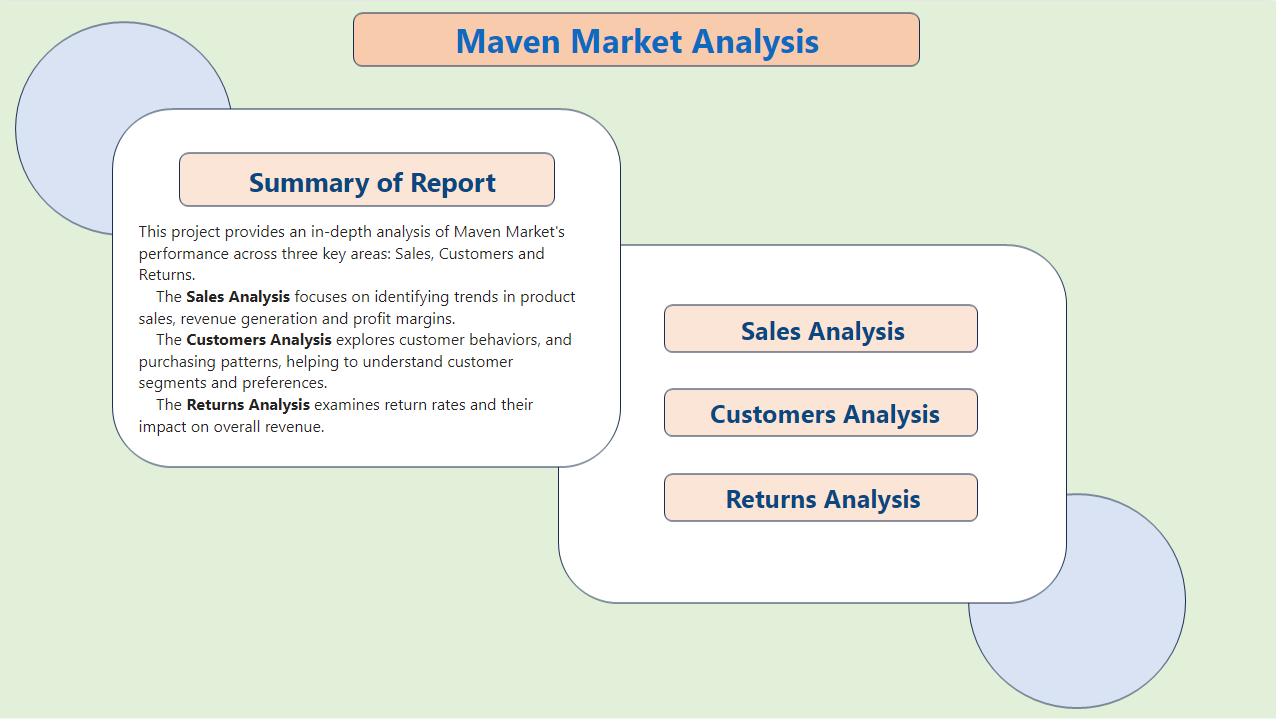 Maven Market Analysis
Summary of Report
This project provides an in-depth analysis of Maven Market's
performance across three key areas: Sales, Customers and
Returns.
The Sales Analysis focuses on identifying trends in product
sales, revenue generation and profit margins.
The Customers Analysis explores customer behaviors, and
purchasing patterns, helping to understand customer
segments and preferences.
The Returns Analysis examines return rates and their
impact on overall revenue.
Sales Analysis
Customers Analysis
Returns Analysis